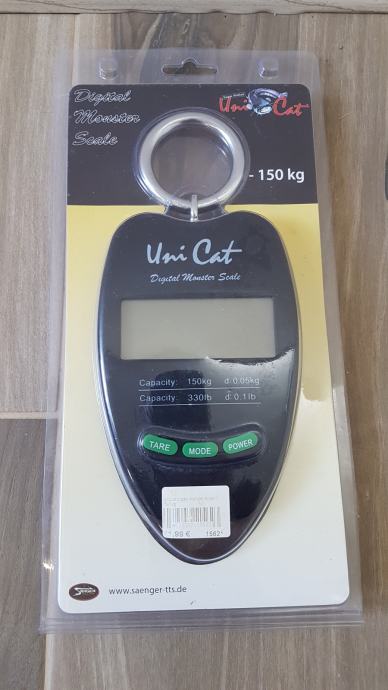 Digital
Monster
Scale
Uni Cat
- 150 kg
Uni Cat
Digital Monster Scale
Capacity: 150kg d:0.05kg
Capacity: 330lb d:0.1lb
TARE
MODE
POWER
www.saenger-tts.de